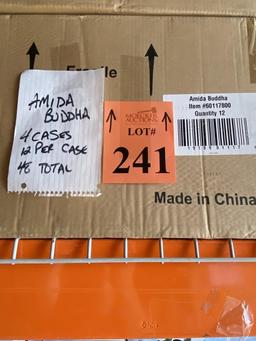 Fragile
AMIDA
BUDDHA
4 CASES
12 PER CASE
48 TOTAL
AUCTIONS
LOT#
241
Amida Buddha
Item #60117800
Quantity 12
Made in China